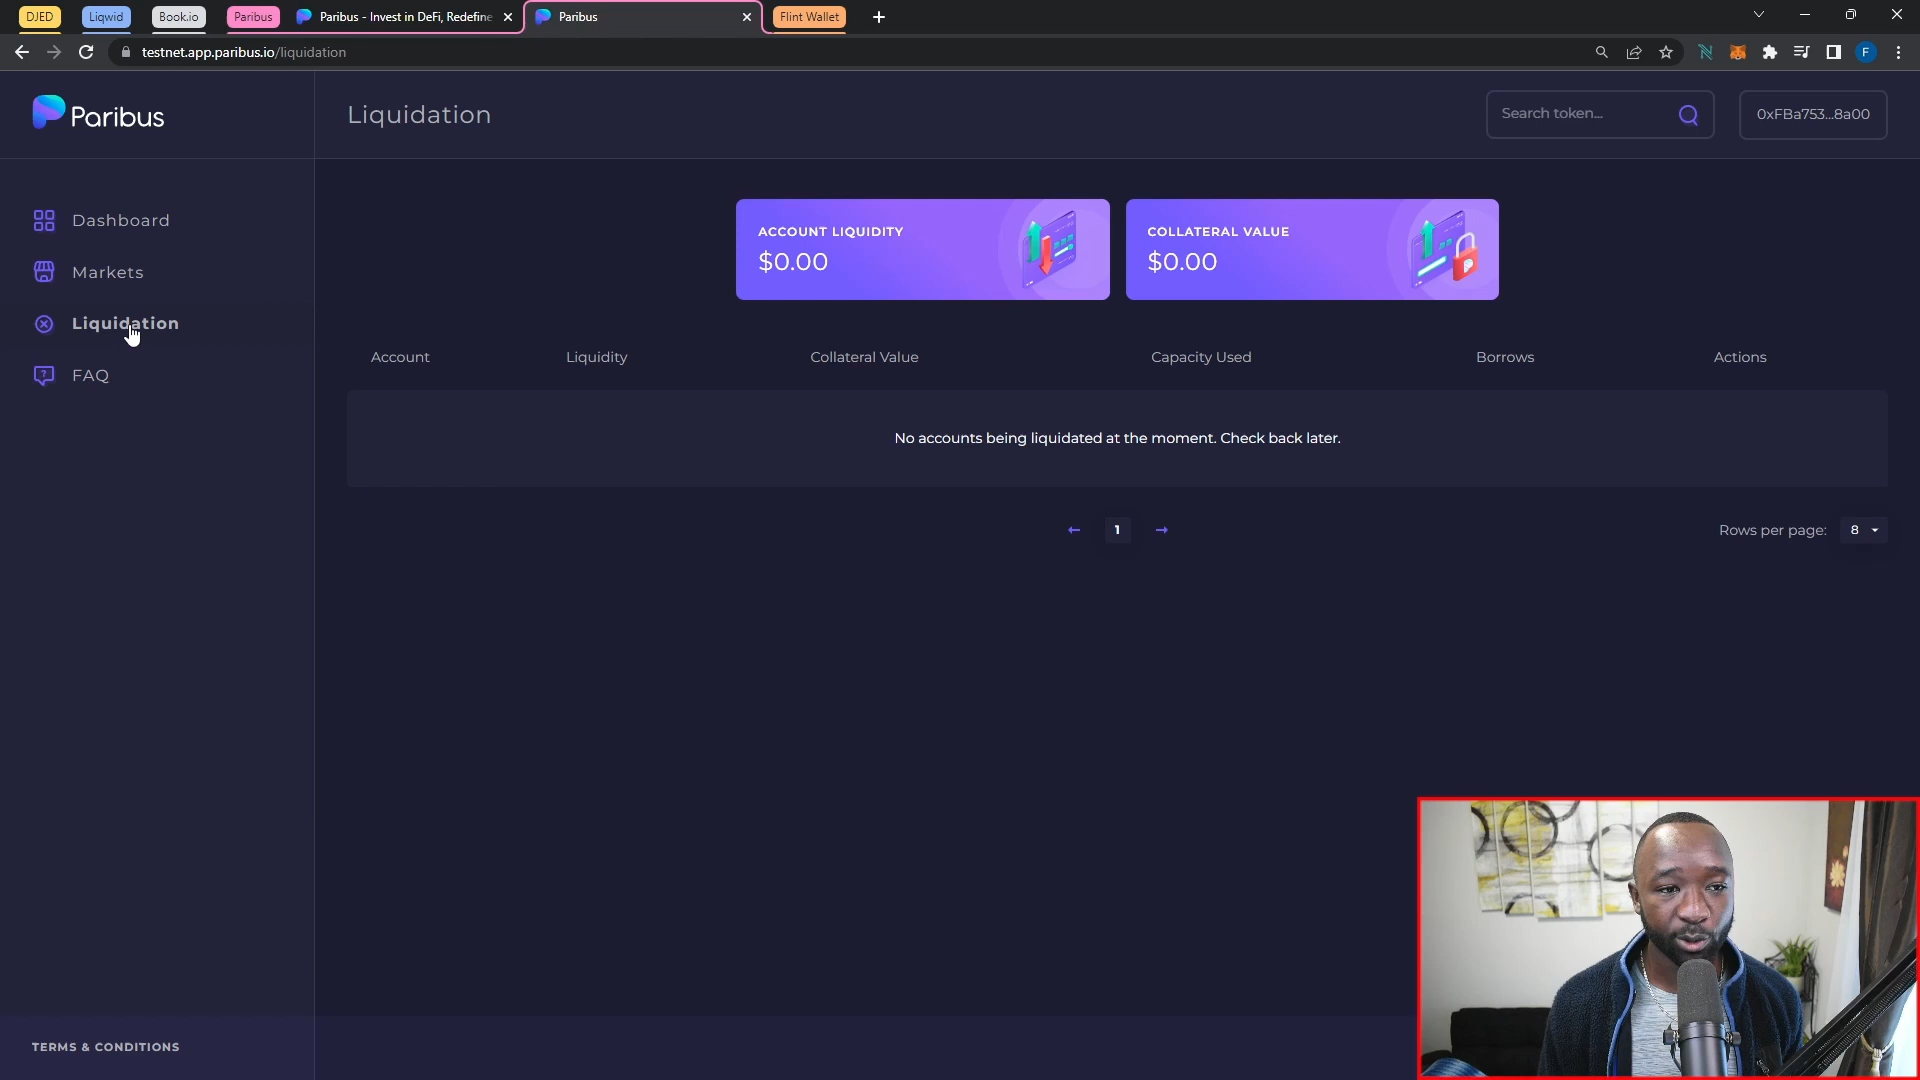 DJED
Liqwid
Book.io
Paribus
Paribus - Invest in DeFi, Redefine
Paribus
Flint Wallet
testnet.app.paribus.io/liquidation
F
Paribus
Liquidation
Search token...
0xFBa753...8a00
Dashboard
Markets
Liquidation
FAQ
ACCOUNT LIQUIDITY
$0.00
COLLATERAL VALUE
$0.00
Account
Liquidity
Collateral Value
Capacity Used
Borrows
Actions
No accounts being liquidated at the moment. Check back later.
1
Rows per page:
8
TERMS & CONDITIONS